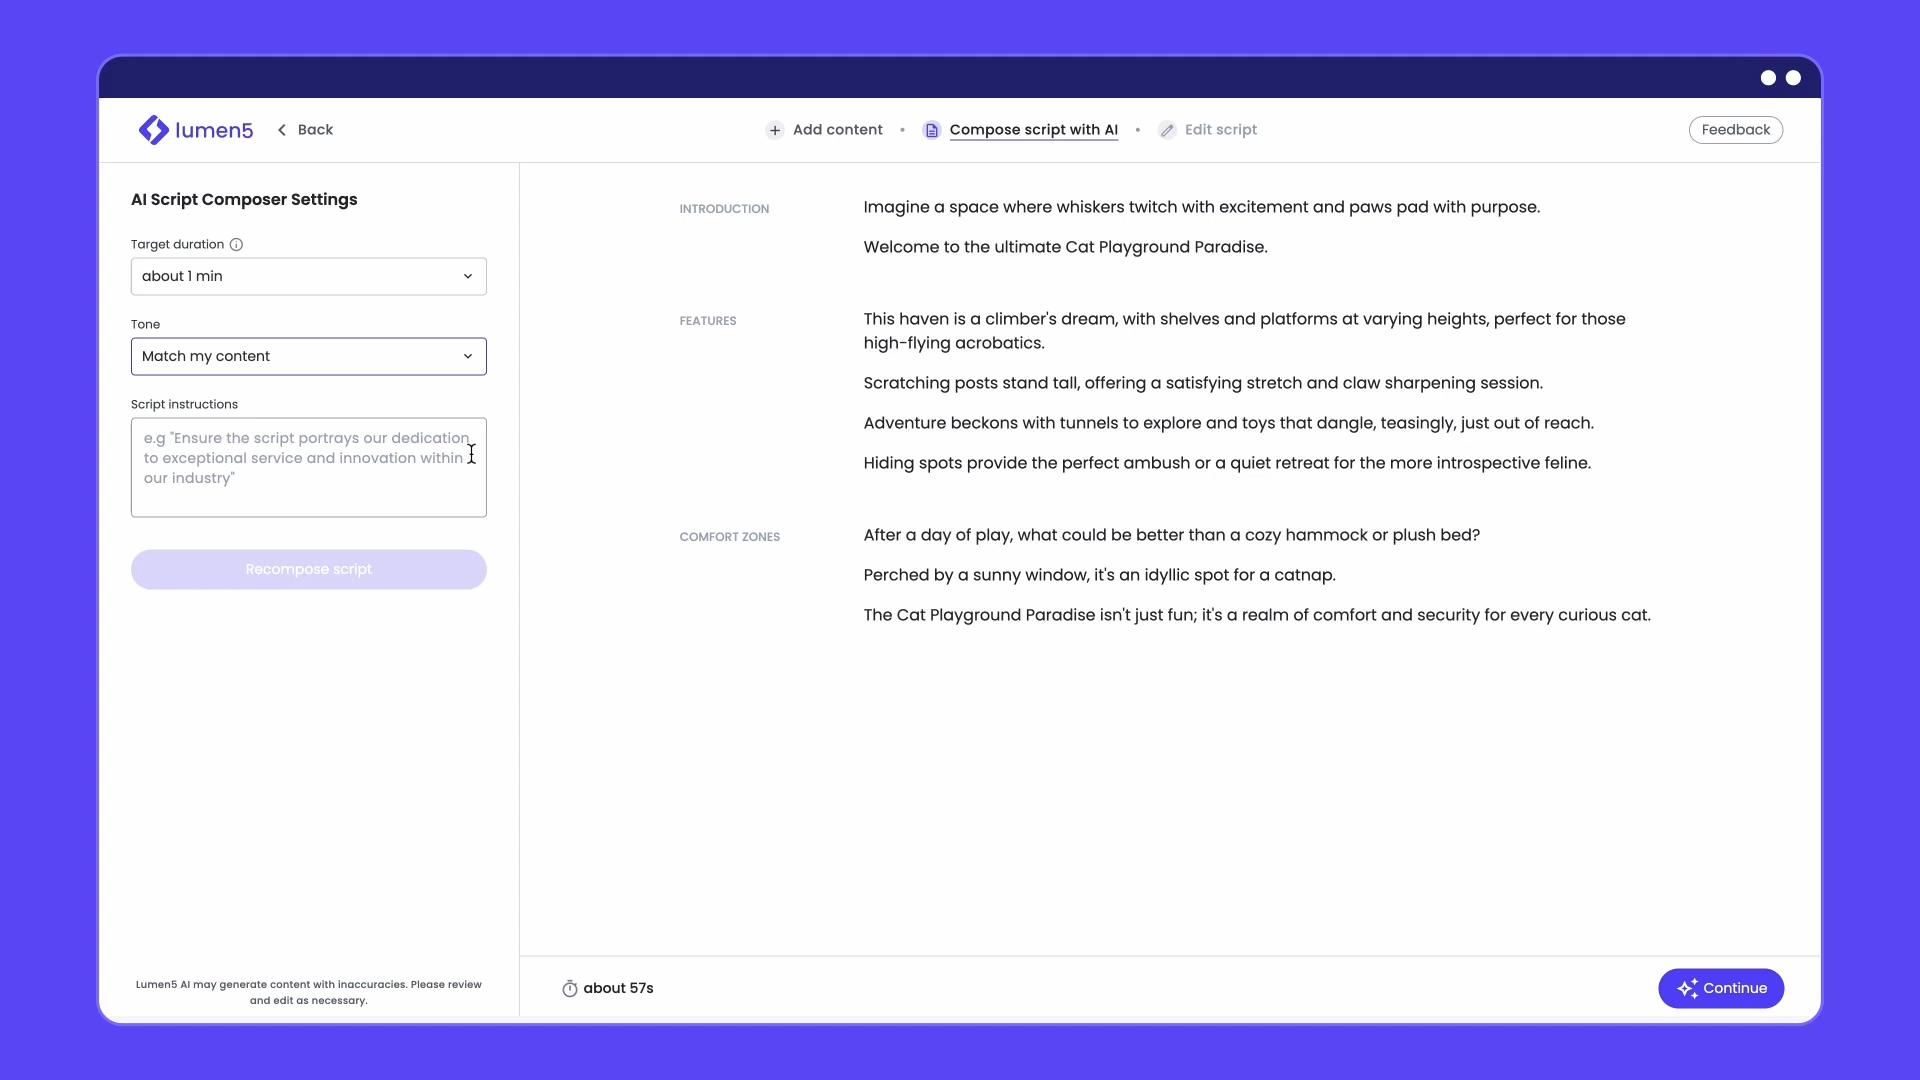 lumen5
Back
Add content
Compose script with AI
Edit script
Feedback
AI Script Composer Settings
Target duration
about 1 min
Tone
Match my content
Script instructions
e.g "Ensure the script portrays our dedication
to exceptional service and innovation within
our industry"
Recompose script
Lumen5 AI may generate content with inaccuracies. Please review
and edit as necessary.
INTRODUCTION
Imagine a space where whiskers twitch with excitement and paws pad with purpose.
Welcome to the ultimate Cat Playground Paradise.
FEATURES
This haven is a climber's dream, with shelves and platforms at varying heights, perfect for those
high-flying acrobatics.
Scratching posts stand tall, offering a satisfying stretch and claw sharpening session.
Adventure beckons with tunnels to explore and toys that dangle, teasingly, just out of reach.
Hiding spots provide the perfect ambush or a quiet retreat for the more introspective feline.
COMFORT ZONES
After a day of play, what could be better than a cozy hammock or plush bed?
Perched by a sunny window, it's an idyllic spot for a catnap.
The Cat Playground Paradise isn't just fun; it's a realm of comfort and security for every curious cat.
about 57s
Continue